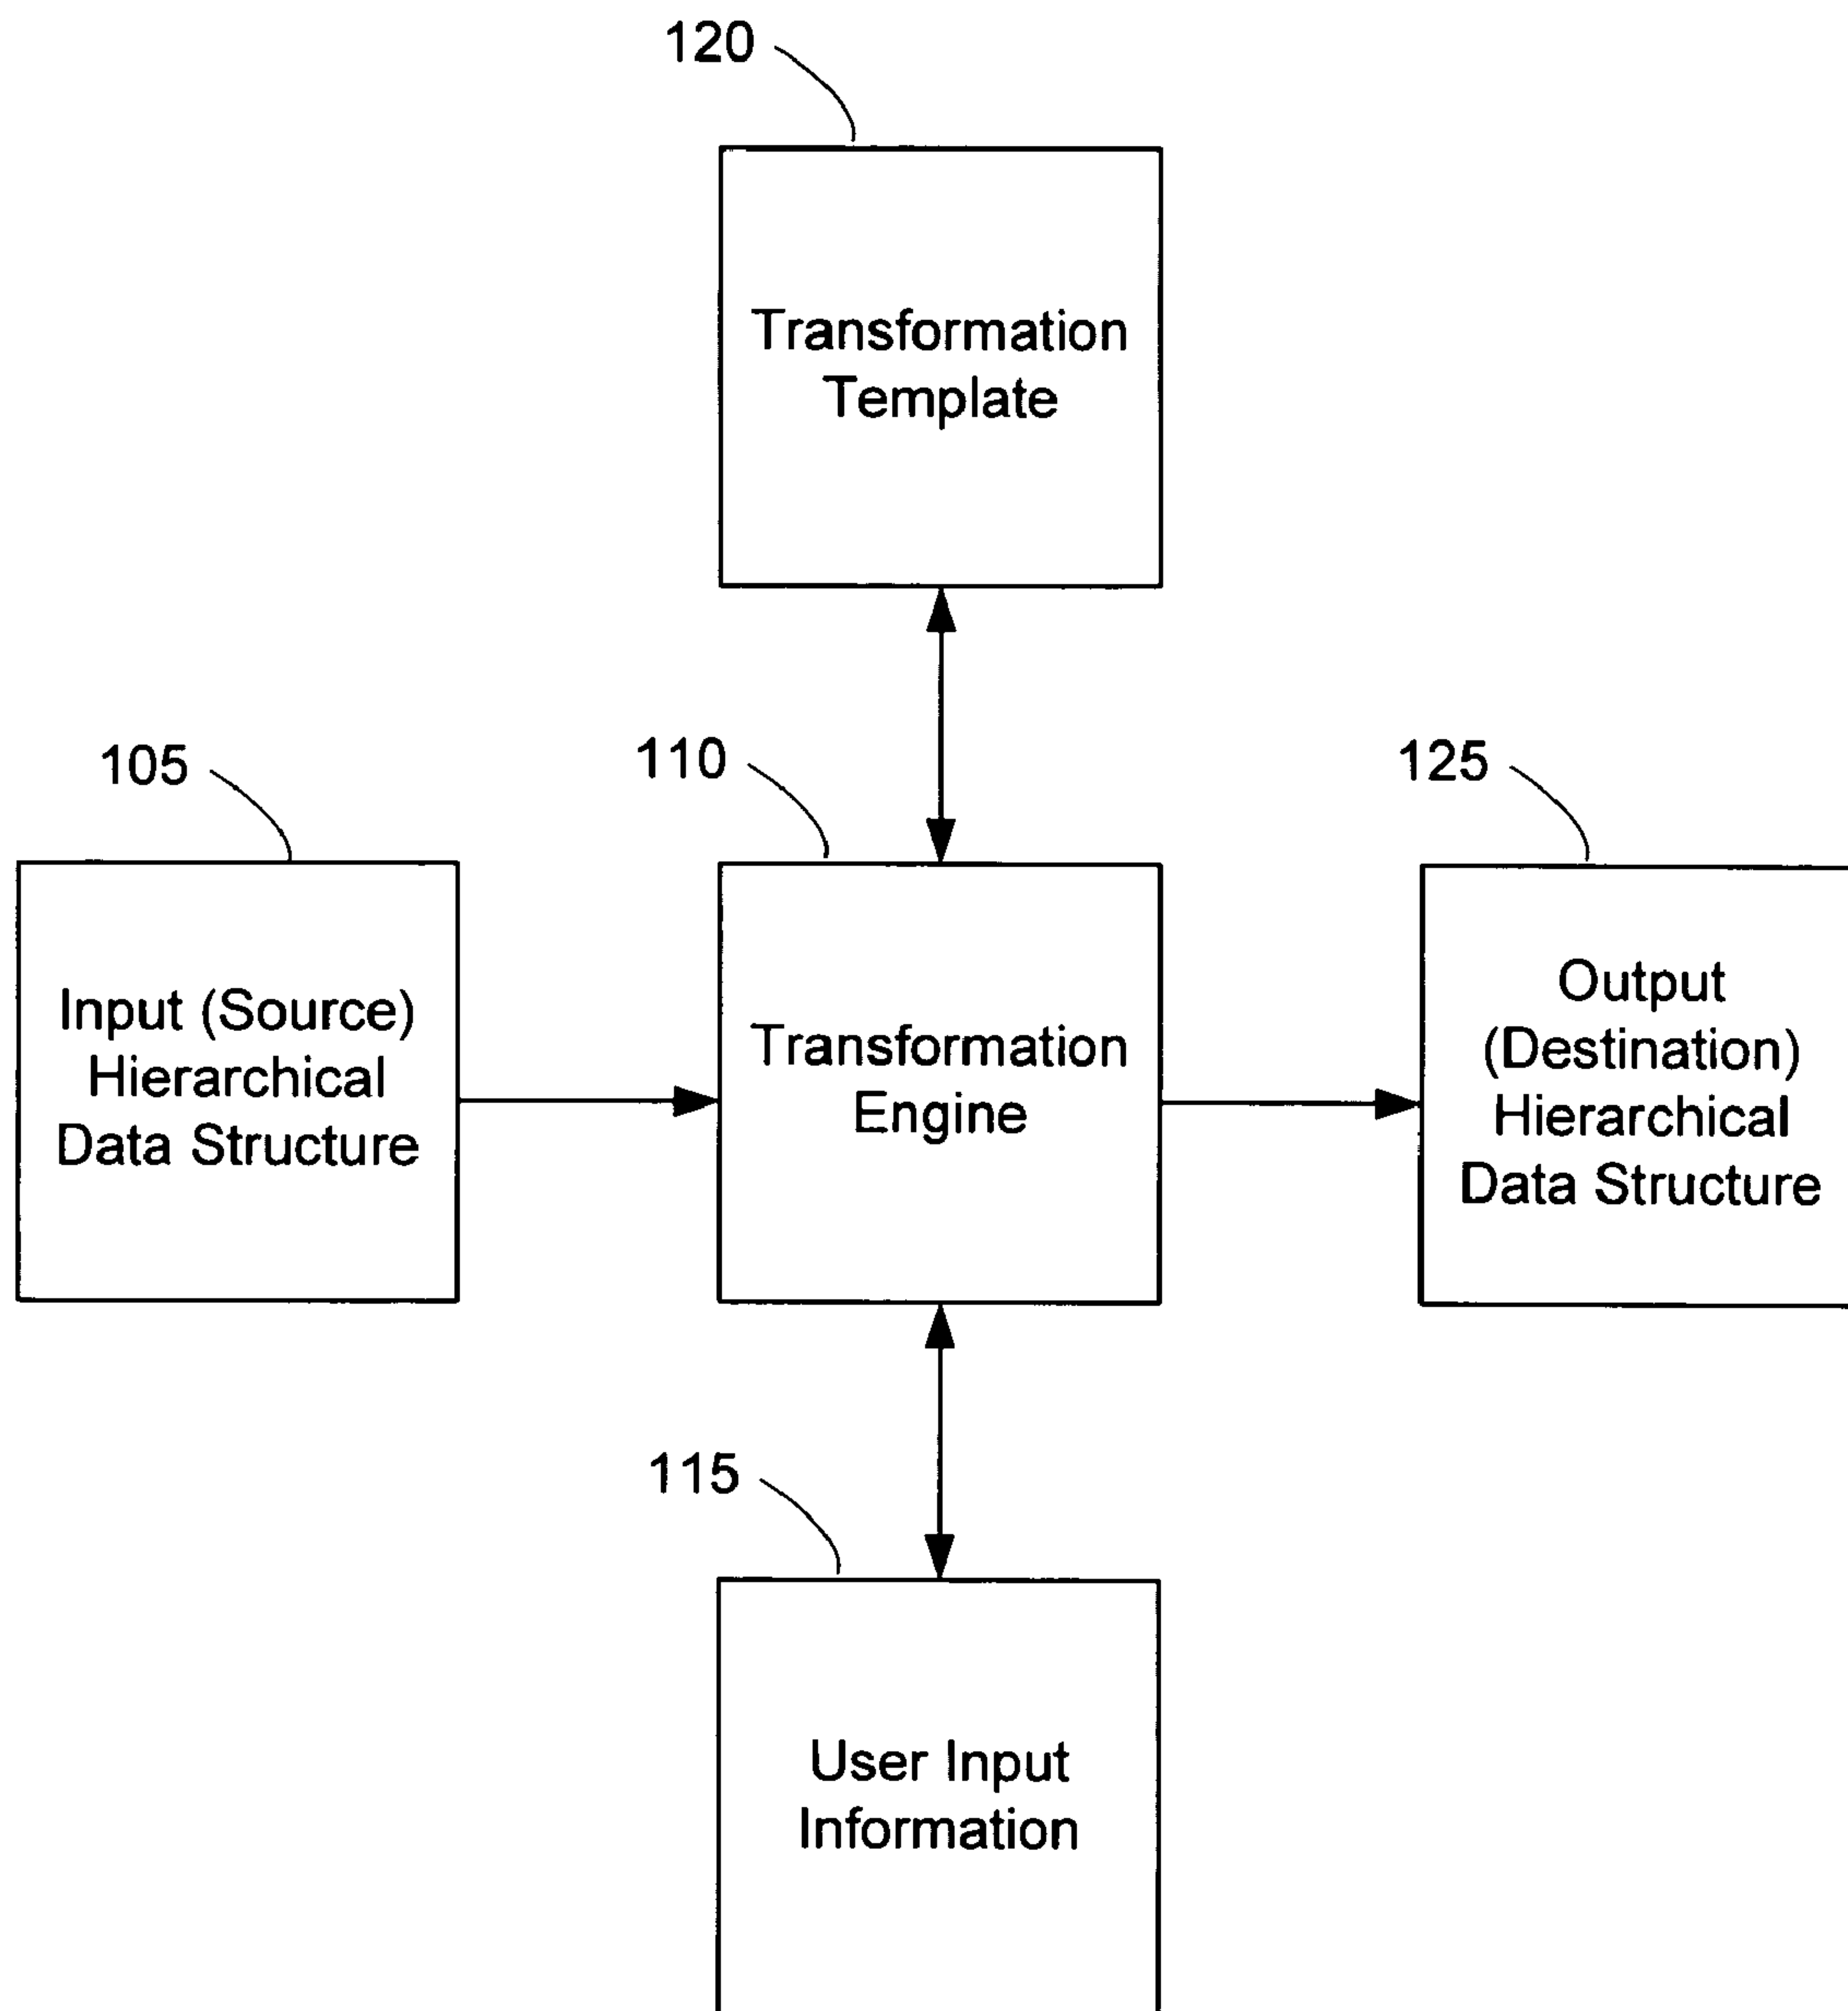 120
Transformation
Template
105
110
125
Input (Source)
Hierarchical
Data Structure
Transformation
Engine
Output
(Destination)
Hierarchical
Data Structure
115
User Input
Information